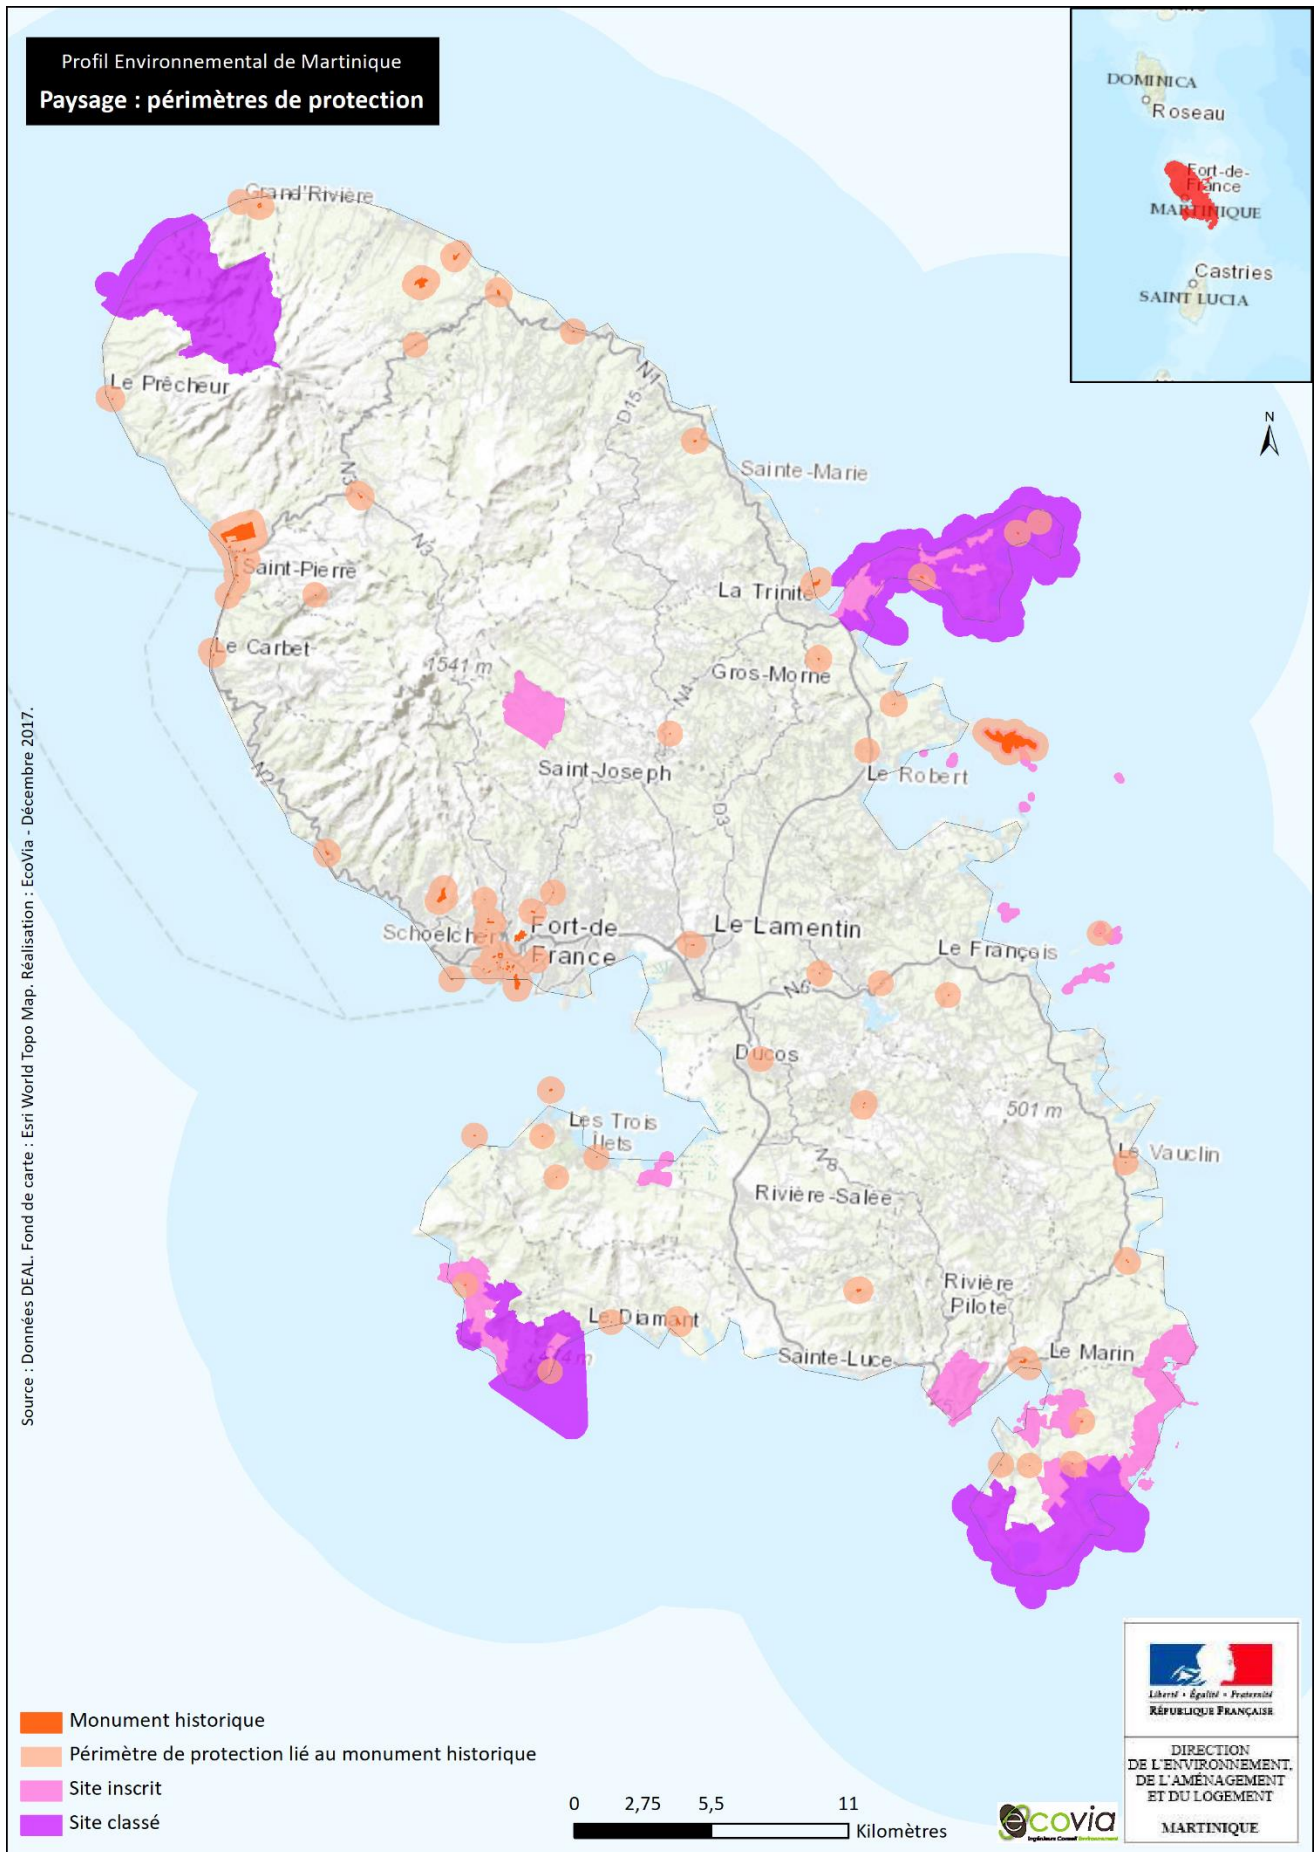 Profil Environnemental de Martinique
Paysage : périmètres de protection
DOMINICA
Roseau
Fort-de-
France
MARTINIQUE
Castries
SAINT LUCIA
N
Grand'Rivière
Le Prêcheur
N1
D15
Sainte-Marie
N3
N3
Saint-Pierre
La Trinité
Le Carbet
1541 m
Gros-Morne
N4
Saint-Joseph
Le Robert
N2
D3
Schoelcher
Fort-de
France
Le Lamentin
Le François
N6
Ducos
501 m
Les Trois
Îlets
Le Vauclin
N8
Rivière-Salée
Rivière
Pilote
Le Diamant
Sainte-Luce
Le Marin
Source : Données DEAL. Fond de carte : Esri World Topo Map. Réalisation : EcoVia - Décembre 2017.
Monument historique
Périmètre de protection lié au monument historique
Site inscrit
Site classé
0 2,75 5,5 11
Kilomètres
ecovia
Ingénierie Conseil Environnement
Liberté • Égalité • Fraternité
RÉPUBLIQUE FRANÇAISE
DIRECTION
DE L'ENVIRONNEMENT,
DE L'AMÉNAGEMENT
ET DU LOGEMENT
MARTINIQUE